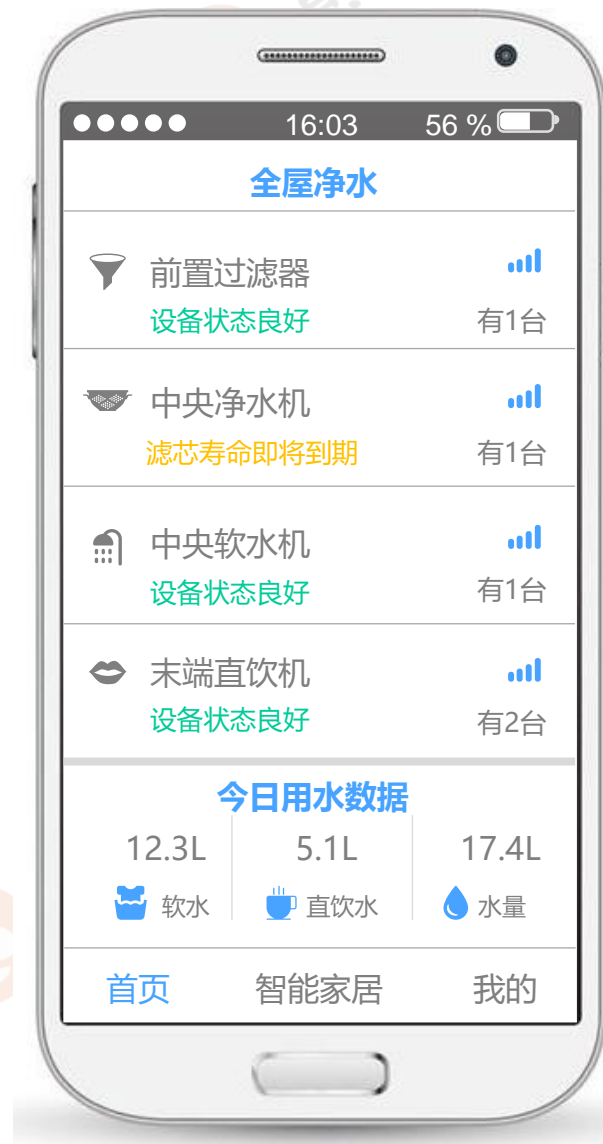 16:03 56 %
全屋净水
前置过滤器
设备状态良好 有1台
中央净水机
滤芯寿命即将到期 有1台
中央软水机
设备状态良好 有1台
末端直饮机
设备状态良好 有2台
今日用水数据
12.3L 5.1L 17.4L
软水 直饮水 水量
首页 智能家居 我的